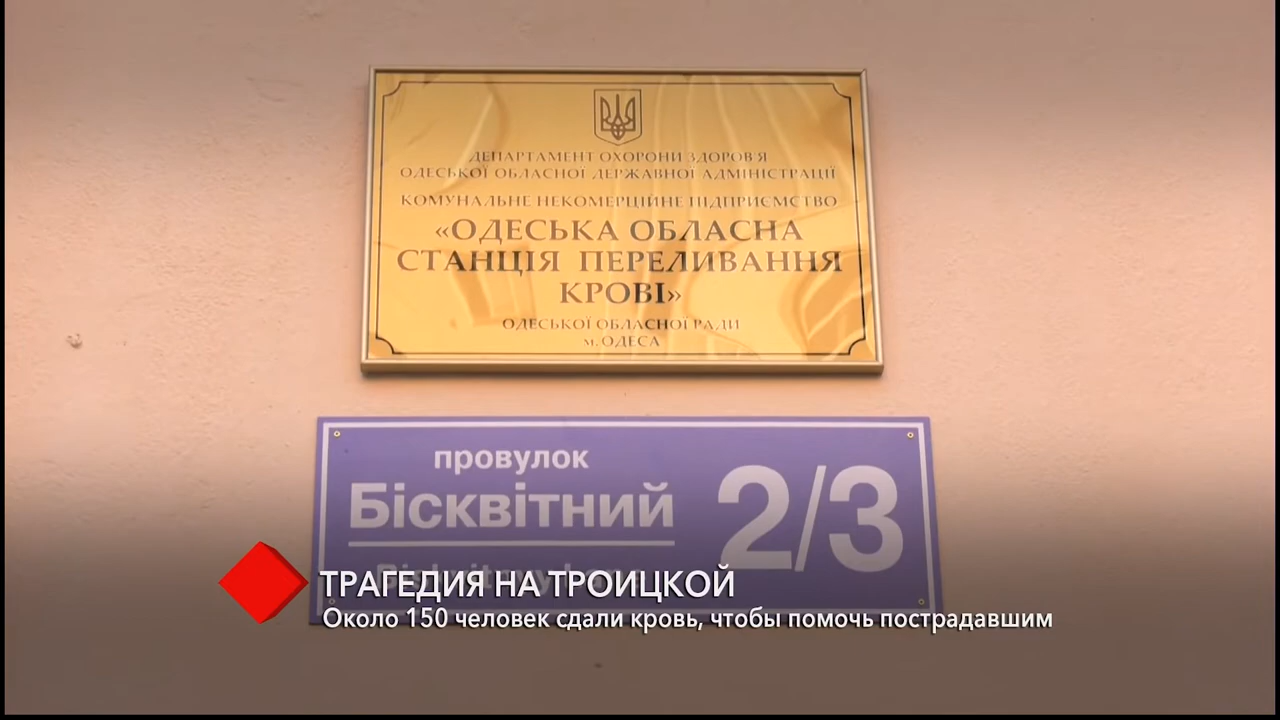 ДЕПАРТАМЕНТ ОХОРОНИ ЗДОРОВ'Я
ОДЕСЬКОЇ ОБЛАСНОЇ ДЕРЖАВНОЇ АДМІНІСТРАЦІЇ
КОМУНАЛЬНЕ НЕКОМЕРЦІЙНЕ ПІДПРИЄМСТВО
«ОДЕСЬКА ОБЛАСНА
СТАНЦІЯ ПЕРЕЛИВАННЯ
КРОВІ»
ОДЕСЬКОЇ ОБЛАСНОЇ РАДИ
м. ОДЕСА
провулок
Бісквітний
2/3
ТРАГЕДИЯ НА ТРОИЦКОЙ
Около 150 человек сдали кровь, чтобы помочь пострадавшим